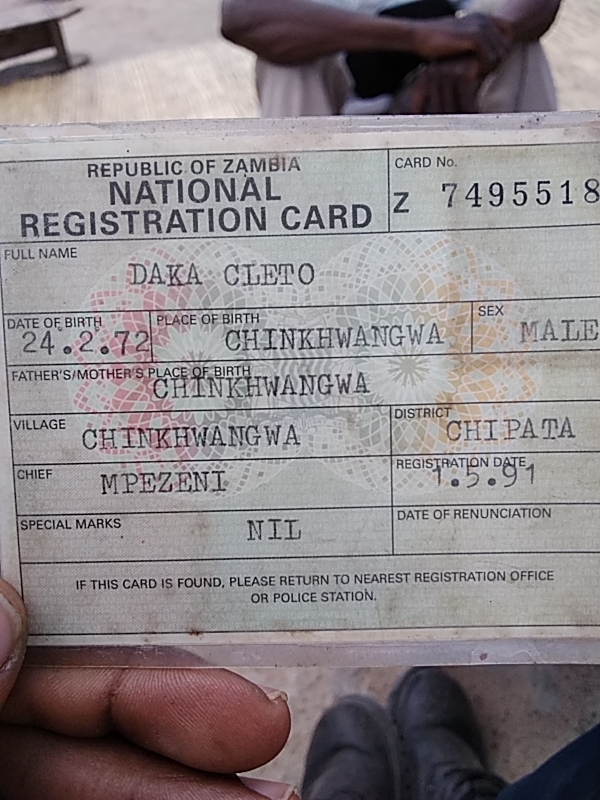 REPUBLIC OF ZAMBIA
NATIONAL
REGISTRATION CARD
CARD No.
Z 7495518
FULL NAME
DAKA CLETO
DATE OF BIRTH
24.2.72
PLACE OF BIRTH
CHINKHWANGWA
SEX
MALE
FATHER'S/MOTHER'S PLACE OF BIRTH
CHINKHWANGWA
VILLAGE
CHINKHWANGWA
DISTRICT
CHIPATA
CHIEF
MPEZENI
REGISTRATION DATE
1.5.91
SPECIAL MARKS
NIL
DATE OF RENUNCIATION
IF THIS CARD IS FOUND, PLEASE RETURN TO NEAREST REGISTRATION OFFICE
OR POLICE STATION.